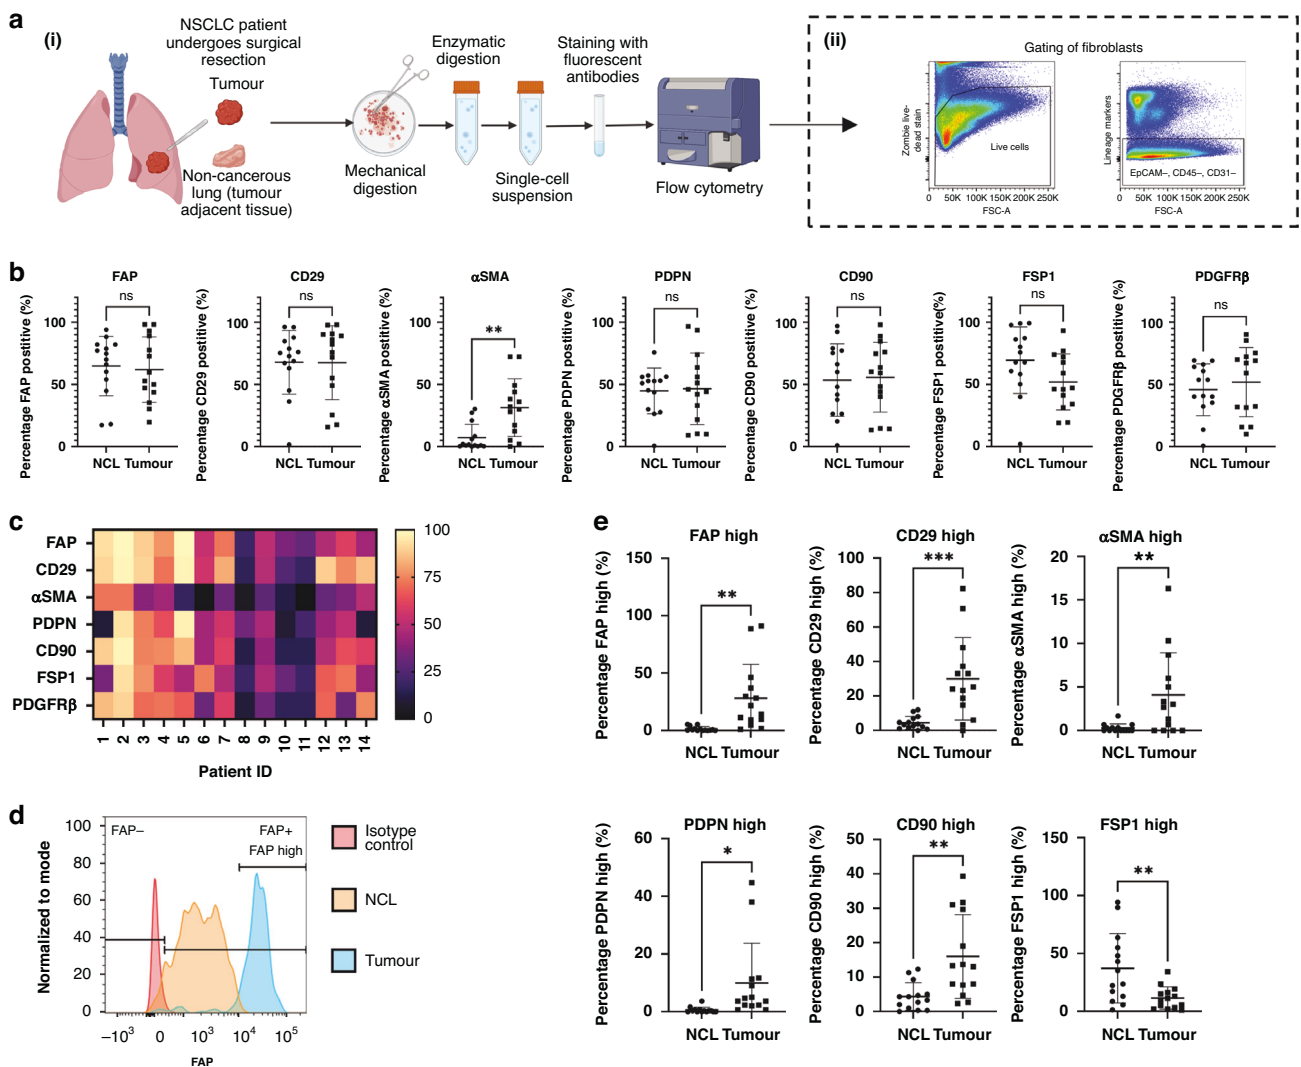 a
(i)
NSCLC patient
undergoes surgical
resection
Tumour
Non-cancerous
lung (tumour
adjacent tissue)
Mechanical
digestion
Enzymatic
digestion
Single-cell
suspension
Staining with
fluorescent
antibodies
Flow cytometry
(ii)
Gating of fibroblasts
Zombie live-
dead stain
Live cells
0 50K 100K 150K 200K 250K
FSC-A
Lineage markers
EpCAM–, CD45–, CD31–
0 50K 100K 150K 200K 250K
FSC-A
b
FAP
ns
Percentage FAP postitive (%)
100
50
0
NCL Tumour
CD29
ns
Percentage CD29 postitive (%)
100
50
0
NCL Tumour
αSMA
**
Percentage αSMA postitive (%)
100
50
0
NCL Tumour
PDPN
ns
Percentage PDPN postitive (%)
100
50
0
NCL Tumour
CD90
ns
Percentage CD90 postitive (%)
100
50
0
NCL Tumour
FSP1
ns
Percentage FSP1 postitive(%)
100
50
0
NCL Tumour
PDGFRβ
ns
Percentage PDGFRβ postitive (%)
100
50
0
NCL Tumour
c
FAP
CD29
αSMA
PDPN
CD90
FSP1
PDGFRβ
1 2 3 4 5 6 7 8 9 10 11 12 13 14
Patient ID
100
75
50
25
0
d
Normalized to mode
100
80
60
40
20
0
FAP–
FAP+
FAP high
–10³ 0 10³ 10⁴ 10⁵
FAP
Isotype
control
NCL
Tumour
e
FAP high
**
Percentage FAP high (%)
150
100
50
0
NCL Tumour
CD29 high
***
Percentage CD29 high (%)
100
80
60
40
20
0
NCL Tumour
αSMA high
**
Percentage αSMA high (%)
20
15
10
5
0
NCL Tumour
PDPN high
*
Percentage PDPN high (%)
60
40
20
0
NCL Tumour
CD90 high
**
Percentage CD90 high (%)
50
40
30
20
10
0
NCL Tumour
FSP1 high
**
Percentage FSP1 high (%)
150
100
50
0
NCL Tumour